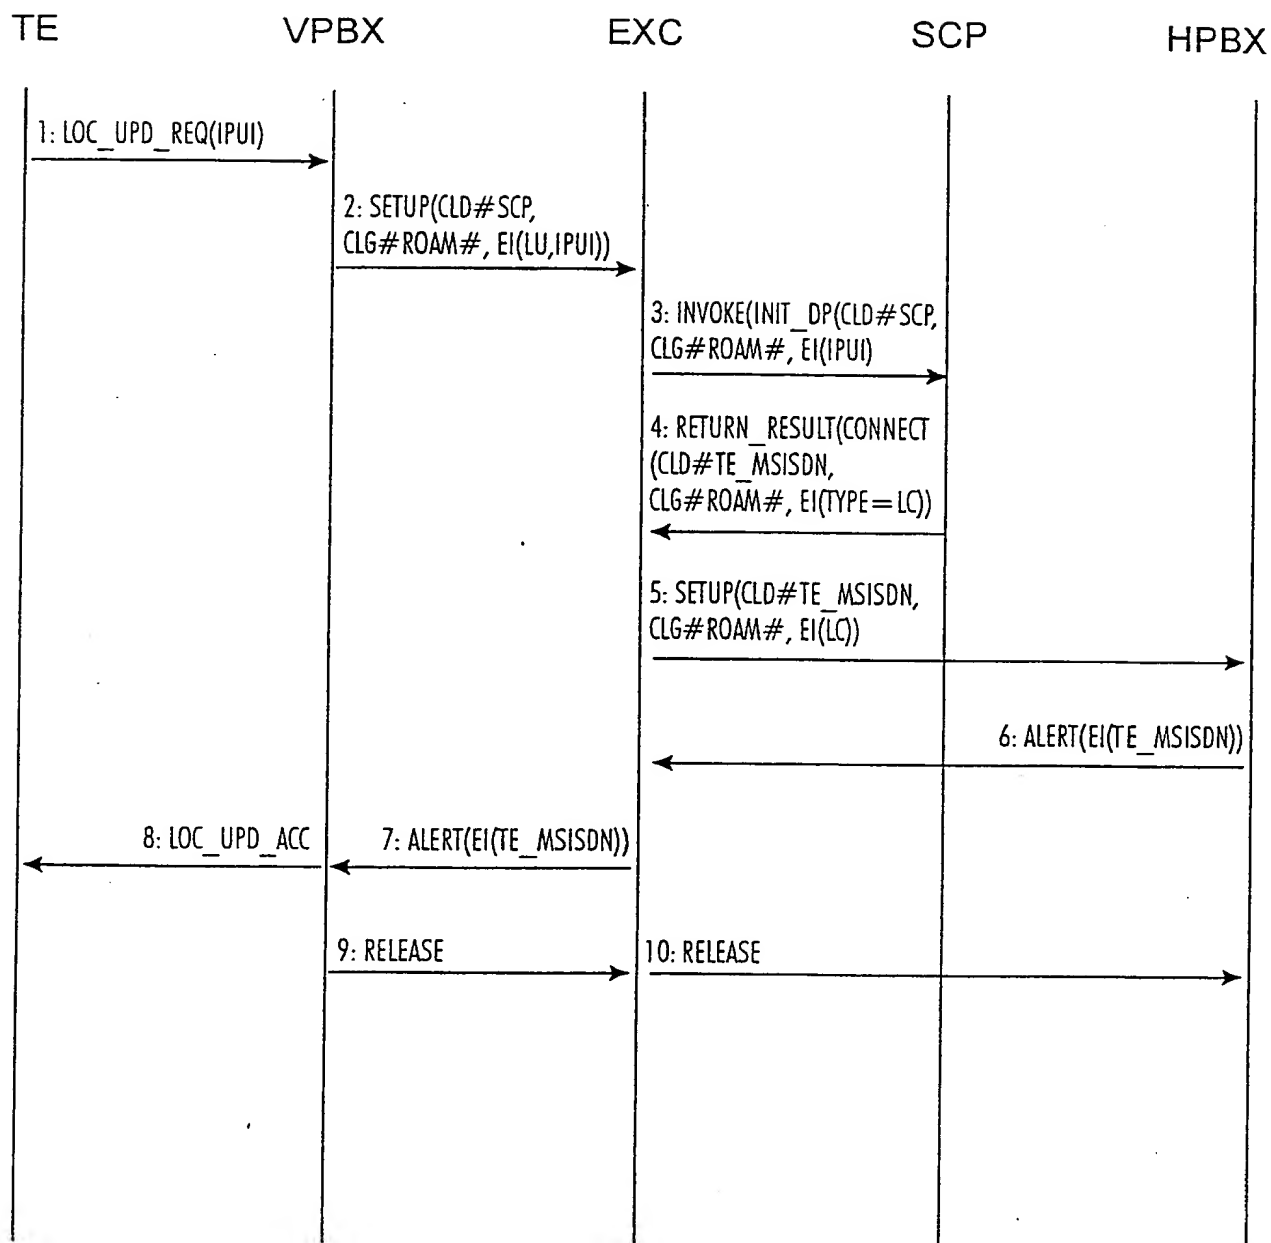 TE VPBX EXC SCP HPBX
1: LOC_UPD_REQ(IPUI)
2: SETUP(CLD#SCP,
CLG#ROAM#, EI(LU,IPUI))
3: INVOKE(INIT_DP(CLD#SCP,
CLG#ROAM#, EI(IPUI)
4: RETURN_RESULT(CONNECT
(CLD#TE_MSISDN,
CLG#ROAM#, EI(TYPE=LC))
5: SETUP(CLD#TE_MSISDN,
CLG#ROAM#, EI(LC))
6: ALERT(EI(TE_MSISDN))
8: LOC_UPD_ACC 7: ALERT(EI(TE_MSISDN))
9: RELEASE 10: RELEASE